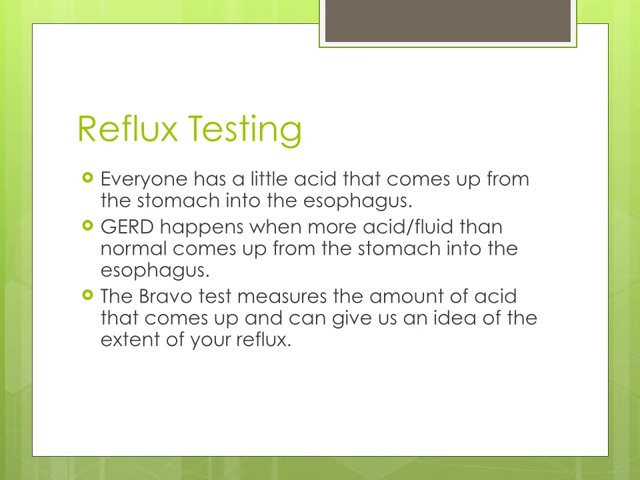 Reflux Testing
Everyone has a little acid that comes up from
the stomach into the esophagus.
GERD happens when more acid/fluid than
normal comes up from the stomach into the
esophagus.
The Bravo test measures the amount of acid
that comes up and can give us an idea of the
extent of your reflux.